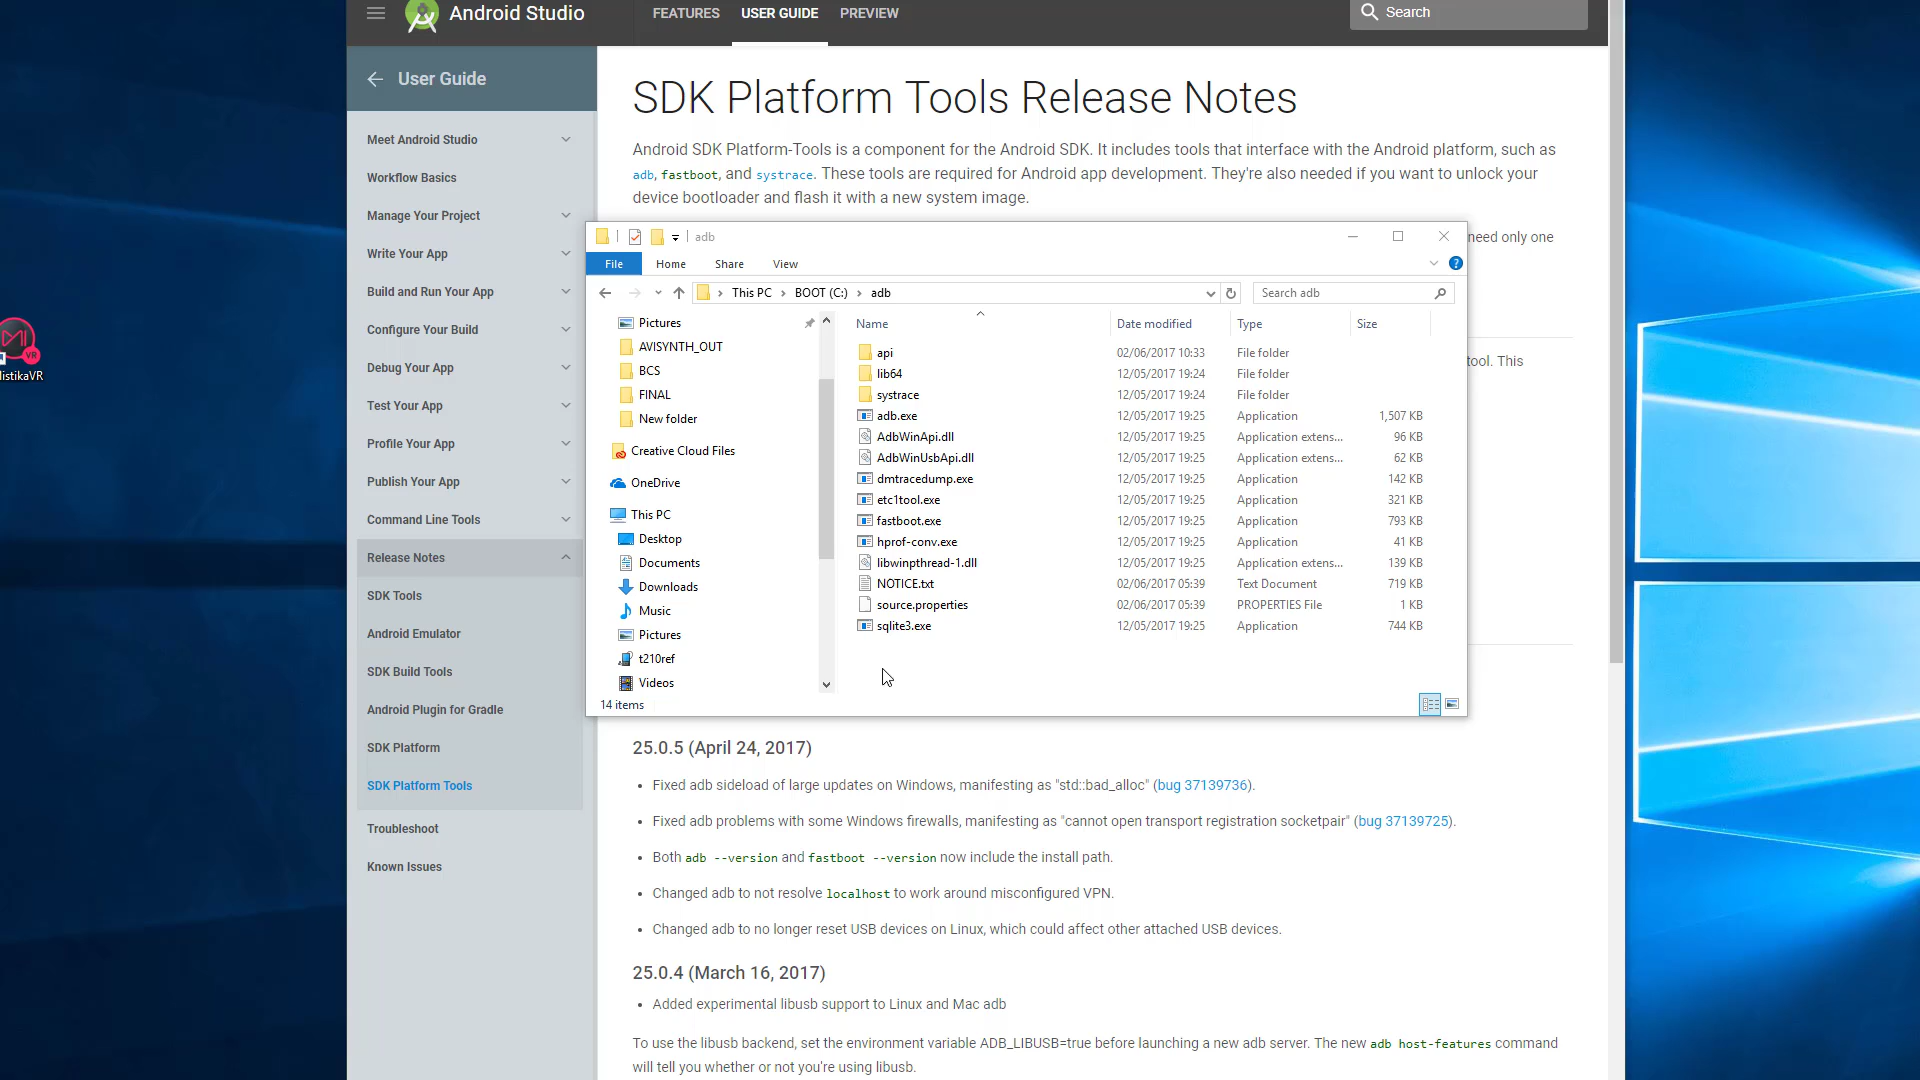 Android Studio
FEATURES
USER GUIDE
PREVIEW
Search
User Guide
Meet Android Studio
Workflow Basics
Manage Your Project
Write Your App
Build and Run Your App
Configure Your Build
Debug Your App
Test Your App
Profile Your App
Publish Your App
Command Line Tools
Release Notes
SDK Tools
Android Emulator
SDK Build Tools
Android Plugin for Gradle
SDK Platform
SDK Platform Tools
Troubleshoot
Known Issues
istikaVR
SDK Platform Tools Release Notes
Android SDK Platform-Tools is a component for the Android SDK. It includes tools that interface with the Android platform, such as
adb, fastboot, and systrace. These tools are required for Android app development. They're also needed if you want to unlock your
device bootloader and flash it with a new system image.
need only one
tool. This
adb
File Home Share View
This PC > BOOT (C:) > adb
Search adb
Pictures
AVISYNTH_OUT
BCS
FINAL
New folder
Creative Cloud Files
OneDrive
This PC
Desktop
Documents
Downloads
Music
Pictures
t210ref
Videos
14 items
Name Date modified Type Size
api 02/06/2017 10:33 File folder
lib64 12/05/2017 19:24 File folder
systrace 12/05/2017 19:24 File folder
adb.exe 12/05/2017 19:25 Application 1,507 KB
AdbWinApi.dll 12/05/2017 19:25 Application extens... 96 KB
AdbWinUsbApi.dll 12/05/2017 19:25 Application extens... 62 KB
dmtracedump.exe 12/05/2017 19:25 Application 142 KB
etc1tool.exe 12/05/2017 19:25 Application 321 KB
fastboot.exe 12/05/2017 19:25 Application 793 KB
hprof-conv.exe 12/05/2017 19:25 Application 41 KB
libwinpthread-1.dll 12/05/2017 19:25 Application extens... 139 KB
NOTICE.txt 02/06/2017 05:39 Text Document 719 KB
source.properties 02/06/2017 05:39 PROPERTIES File 1 KB
sqlite3.exe 12/05/2017 19:25 Application 744 KB
25.0.5 (April 24, 2017)
• Fixed adb sideload of large updates on Windows, manifesting as "std::bad_alloc" (bug 37139736).
• Fixed adb problems with some Windows firewalls, manifesting as "cannot open transport registration socketpair" (bug 37139725).
• Both adb --version and fastboot --version now include the install path.
• Changed adb to not resolve localhost to work around misconfigured VPN.
• Changed adb to no longer reset USB devices on Linux, which could affect other attached USB devices.
25.0.4 (March 16, 2017)
• Added experimental libusb support to Linux and Mac adb
To use the libusb backend, set the environment variable ADB_LIBUSB=true before launching a new adb server. The new adb host-features command
will tell you whether or not you're using libusb.